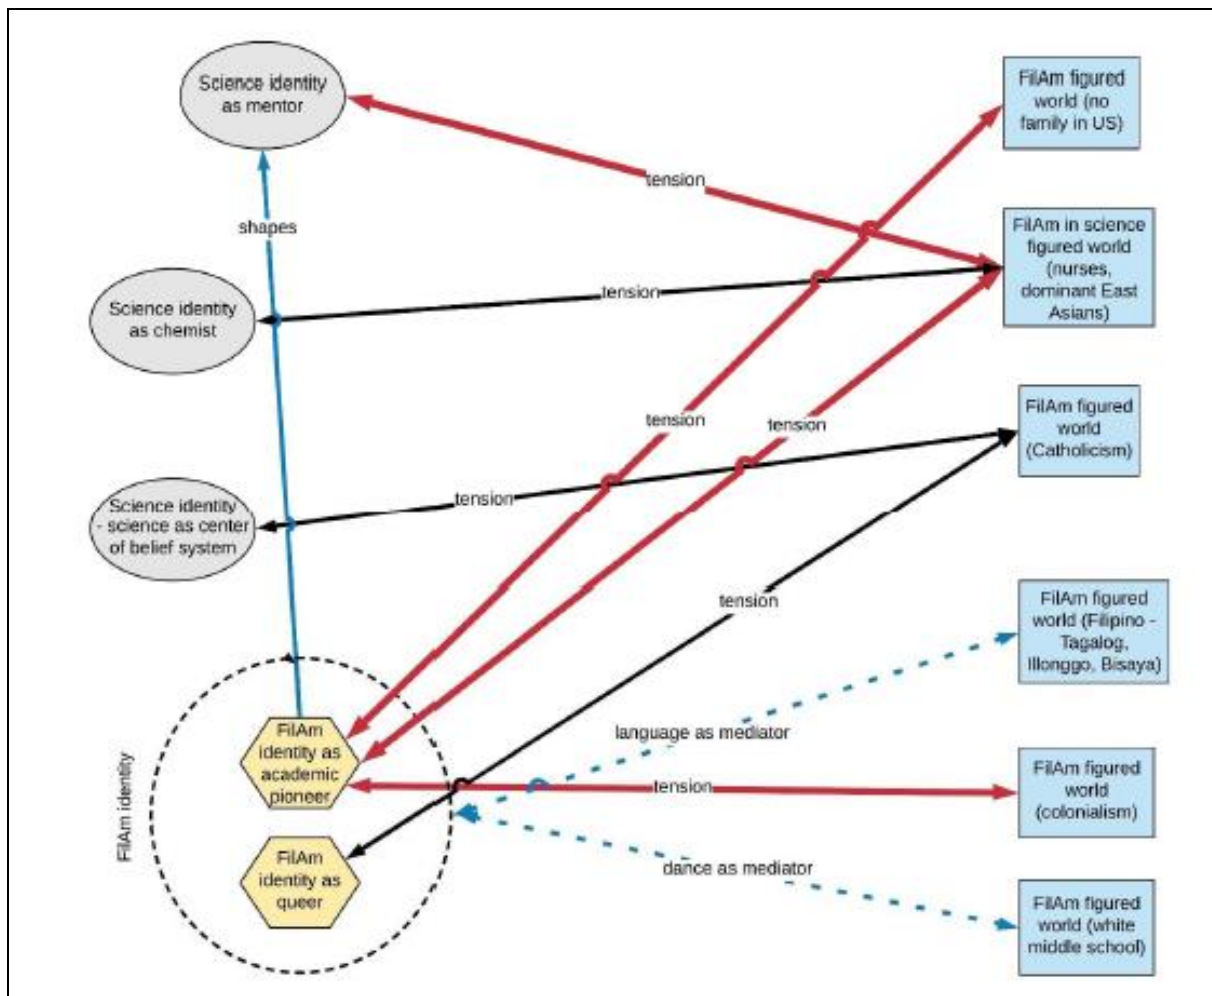 Science identity
as mentor
FilAm figured
world (no
family in US)
tension
shapes
FilAm in science
figured world
(nurses,
dominant East
Asians)
Science identity
as chemist
tension
tension
tension
FilAm figured
world
(Catholicism)
Science identity
- science as center
of belief system
tension
tension
FilAm figured
world (Filipino -
Tagalog,
Illonggo, Bisaya)
FilAm identity
FilAm
identity as
academic
pioneer
language as mediator
tension
FilAm figured
world
(colonialism)
FilAm
identity as
queer
dance as mediator
FilAm figured
world (white
middle school)